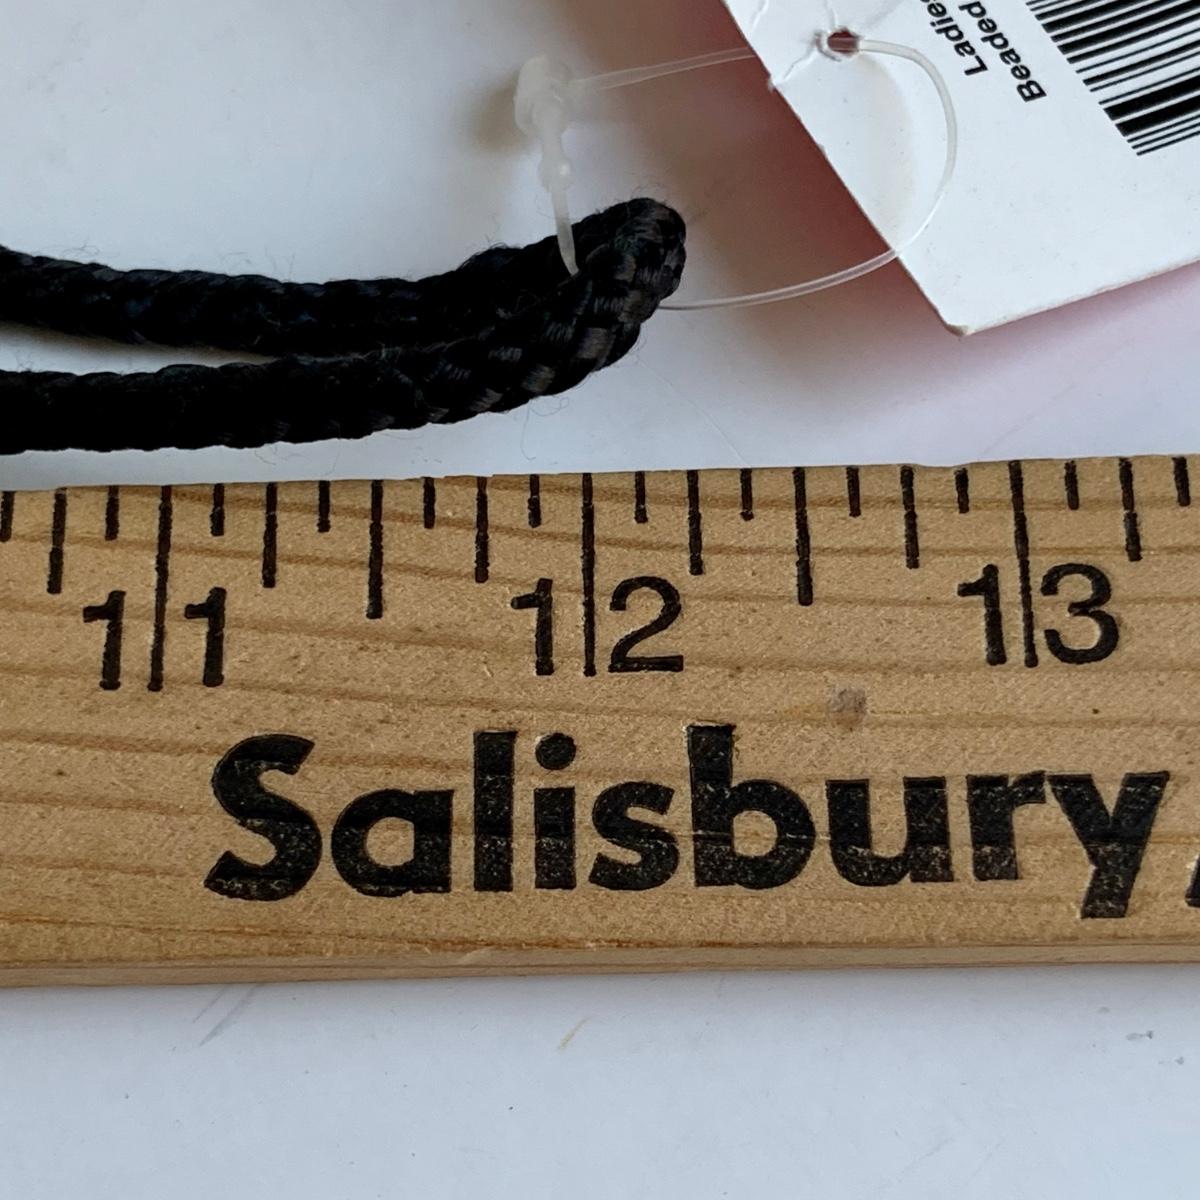 Ladies
Beaded
11 12 13
Salisbury